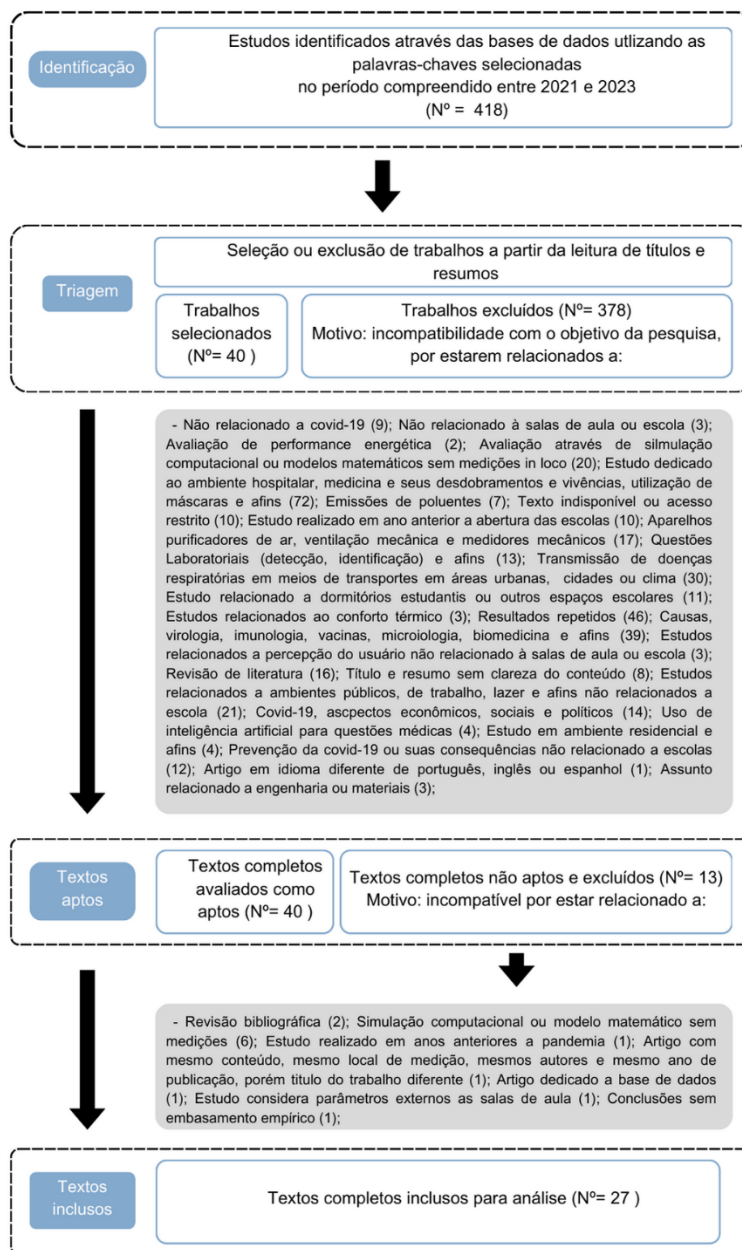 Identificação
Estudos identificados através das bases de dados utlizando as
palavras-chaves selecionadas
no período compreendido entre 2021 e 2023
(Nº = 418)
Triagem
Seleção ou exclusão de trabalhos a partir da leitura de títulos e
resumos
Trabalhos
selecionados
(Nº= 40 )
Trabalhos excluídos (Nº= 378)
Motivo: incompatibilidade com o objetivo da pesquisa,
por estarem relacionados a:
- Não relacionado a covid-19 (9); Não relacionado à salas de aula ou escola (3);
Avaliação de performance energética (2); Avaliação através de silmulação
computacional ou modelos matemáticos sem medições in loco (20); Estudo dedicado
ao ambiente hospitalar, medicina e seus desdobramentos e vivências, utilização de
máscaras e afins (72); Emissões de poluentes (7); Texto indisponível ou acesso
restrito (10); Estudo realizado em ano anterior a abertura das escolas (10); Aparelhos
purificadores de ar, ventilação mecânica e medidores mecânicos (17); Questões
Laboratoriais (detecção, identificação) e afins (13); Transmissão de doenças
respiratórias em meios de transportes em áreas urbanas, cidades ou clima (30);
Estudo relacionado a dormitórios estudantis ou outros espaços escolares (11);
Estudos relacionados ao conforto térmico (3); Resultados repetidos (46); Causas,
virologia, imunologia, vacinas, microiologia, biomedicina e afins (39); Estudos
relacionados a percepção do usuário não relacionado à salas de aula ou escola (3);
Revisão de literatura (16); Título e resumo sem clareza do conteúdo (8); Estudos
relacionados a ambientes públicos, de trabalho, lazer e afins não relacionados a
escola (21); Covid-19, ascpectos econômicos, sociais e políticos (14); Uso de
inteligência artificial para questões médicas (4); Estudo em ambiente residencial e
afins (4); Prevenção da covid-19 ou suas consequências não relacionado a escolas
(12); Artigo em idioma diferente de português, inglês ou espanhol (1); Assunto
relacionado a engenharia ou materiais (3);
Textos
aptos
Textos completos
avaliados como
aptos (Nº= 40 )
Textos completos não aptos e excluídos (Nº= 13)
Motivo: incompatível por estar relacionado a:
- Revisão bibliográfica (2); Simulação computacional ou modelo matemático sem
medições (6); Estudo realizado em anos anteriores a pandemia (1); Artigo com
mesmo conteúdo, mesmo local de medição, mesmos autores e mesmo ano de
publicação, porém titulo do trabalho diferente (1); Artigo dedicado a base de dados
(1); Estudo considera parâmetros externos as salas de aula (1); Conclusões sem
embasamento empírico (1);
Textos
inclusos
Textos completos inclusos para análise (Nº= 27 )